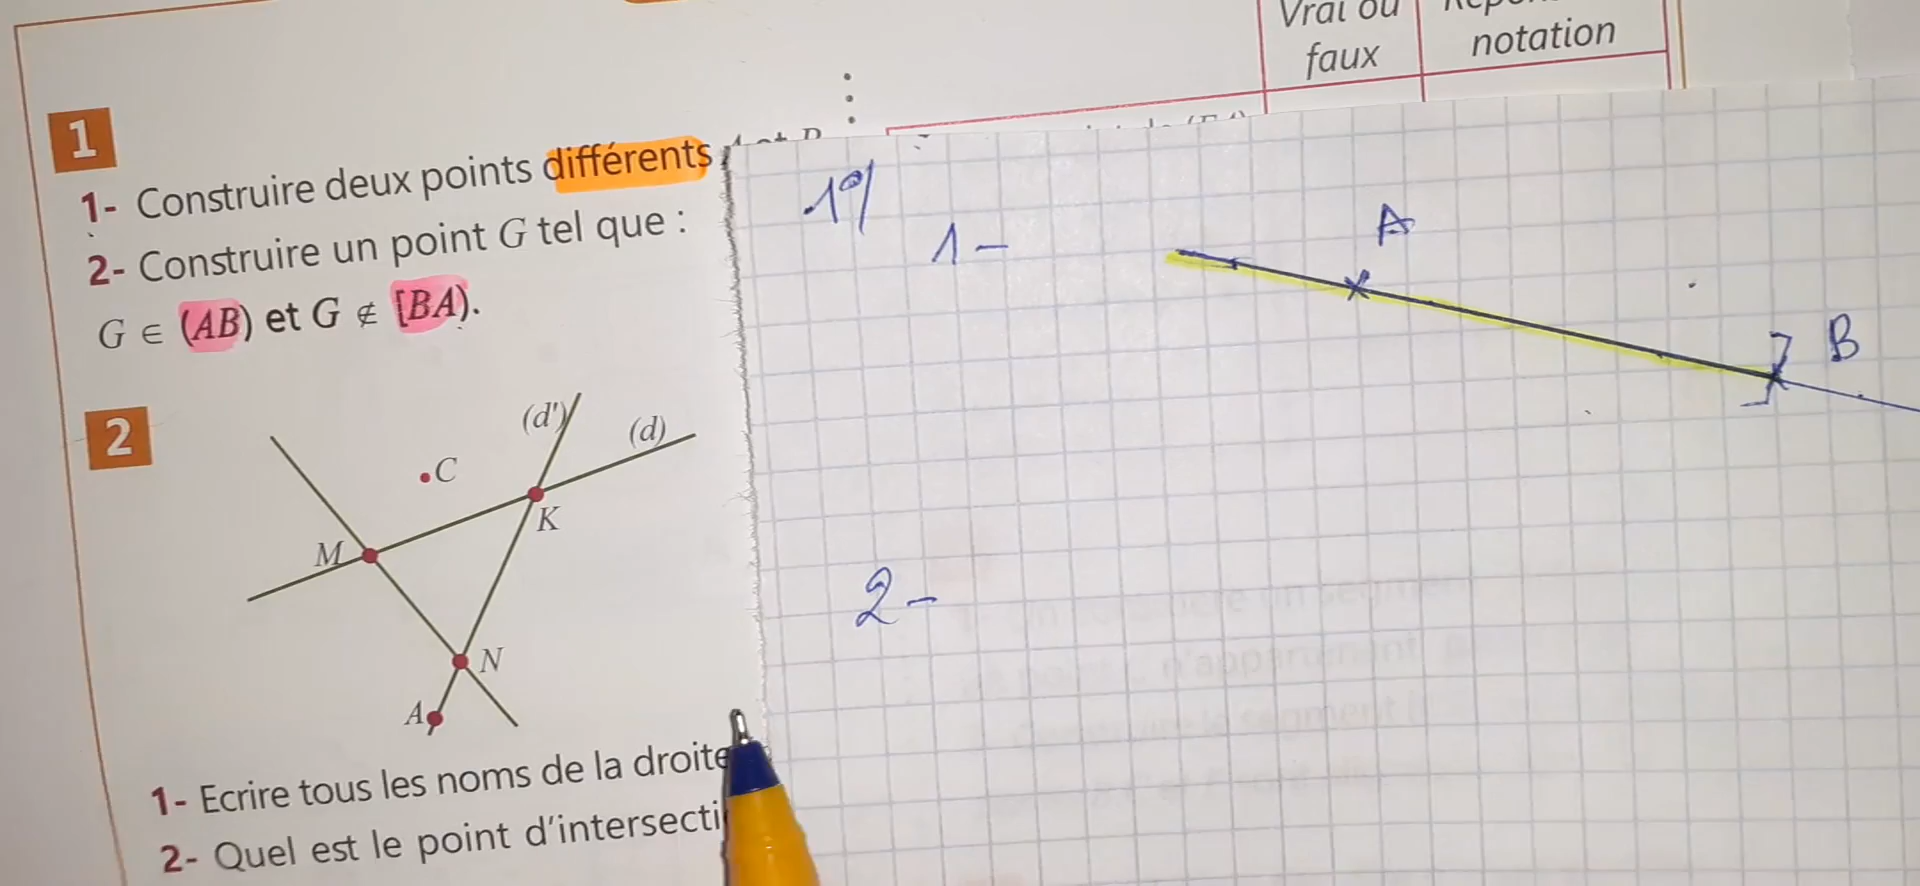 Vrai ou
faux
notation
1
1- Construire deux points différents
2- Construire un point G tel que :
G ∈ (AB) et G ∉ [BA).
2
(d')
(d)
C
K
M
N
A
1- Ecrire tous les noms de la droite
2- Quel est le point d'intersecti
1°/
1 -
A
B
2 -